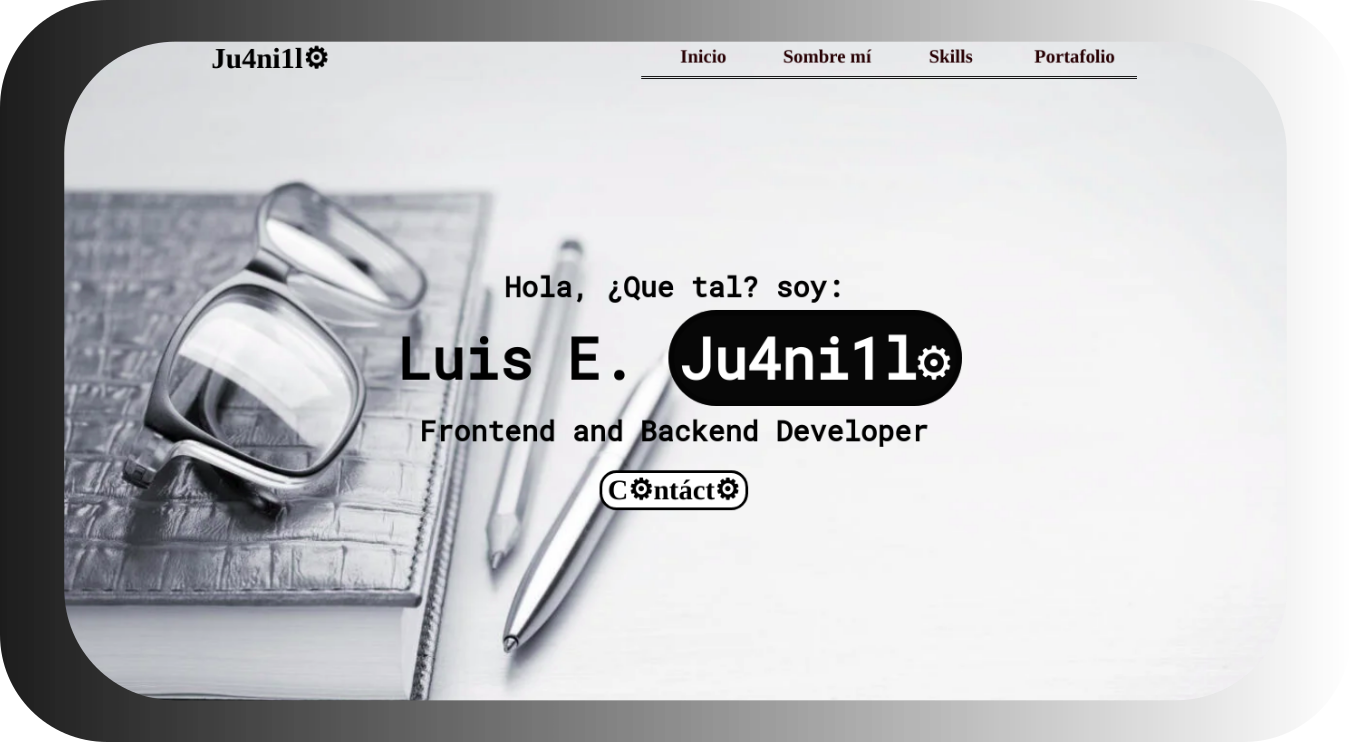 Ju4ni1l⚙
Inicio Sombre mí Skills Portafolio
Hola, ¿Que tal? soy:
Luis E. Ju4ni1l⚙
Frontend and Backend Developer
C⚙ntáct⚙